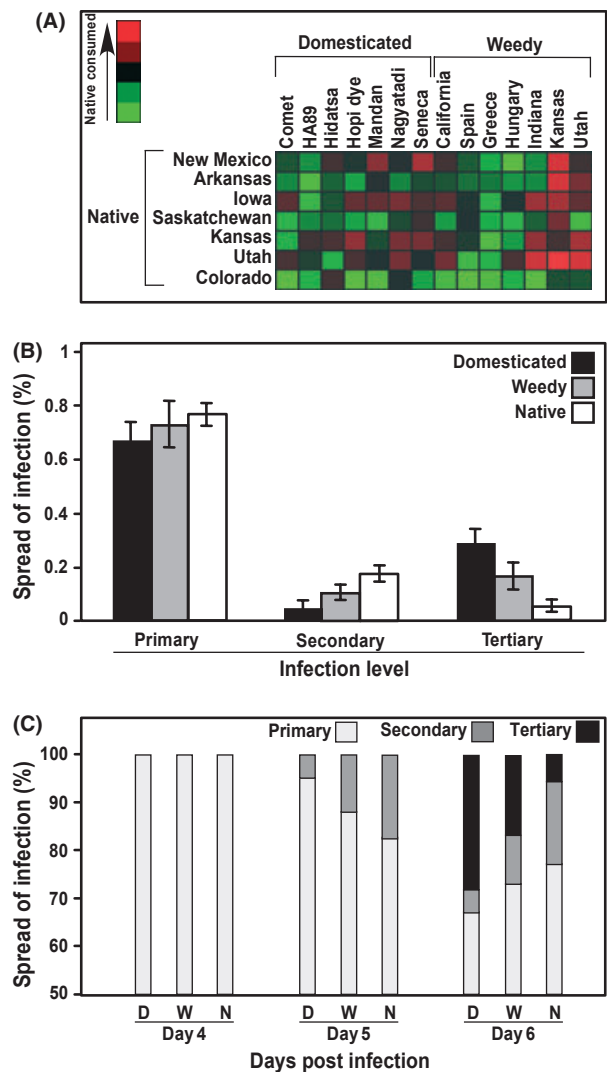 (A)
Native consumed
Domesticated Weedy
Comet HA89 Hidatsa Hopi dye Mandan Nagyatadi Seneca California Spain Greece Hungary Indiana Kansas Utah
Native
New Mexico
Arkansas
Iowa
Saskatchewan
Kansas
Utah
Colorado
(B)
Spread of infection (%)
1
0.8
0.6
0.4
0.2
0
Domesticated
Weedy
Native
Primary Secondary Tertiary
Infection level
(C)
Primary Secondary Tertiary
Spread of infection (%)
100
90
80
70
60
50
D W N D W N D W N
Day 4 Day 5 Day 6
Days post infection